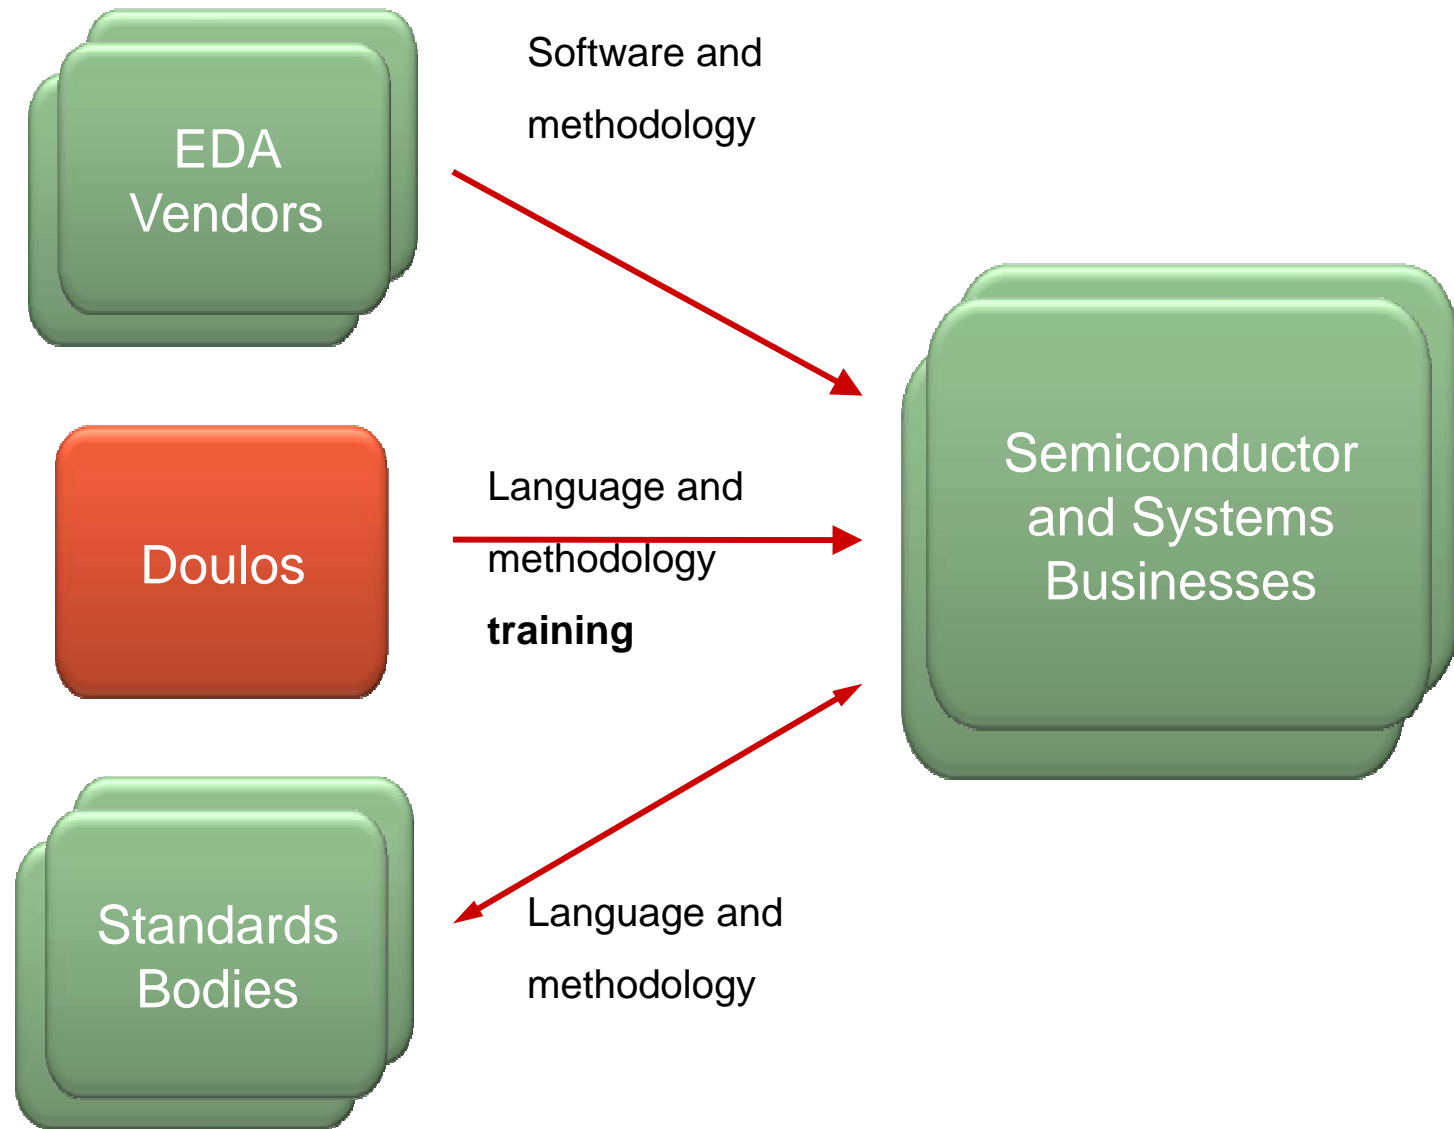 EDA
Vendors
Software and
methodology
Doulos
Language and
methodology
training
Semiconductor
and Systems
Businesses
Standards
Bodies
Language and
methodology